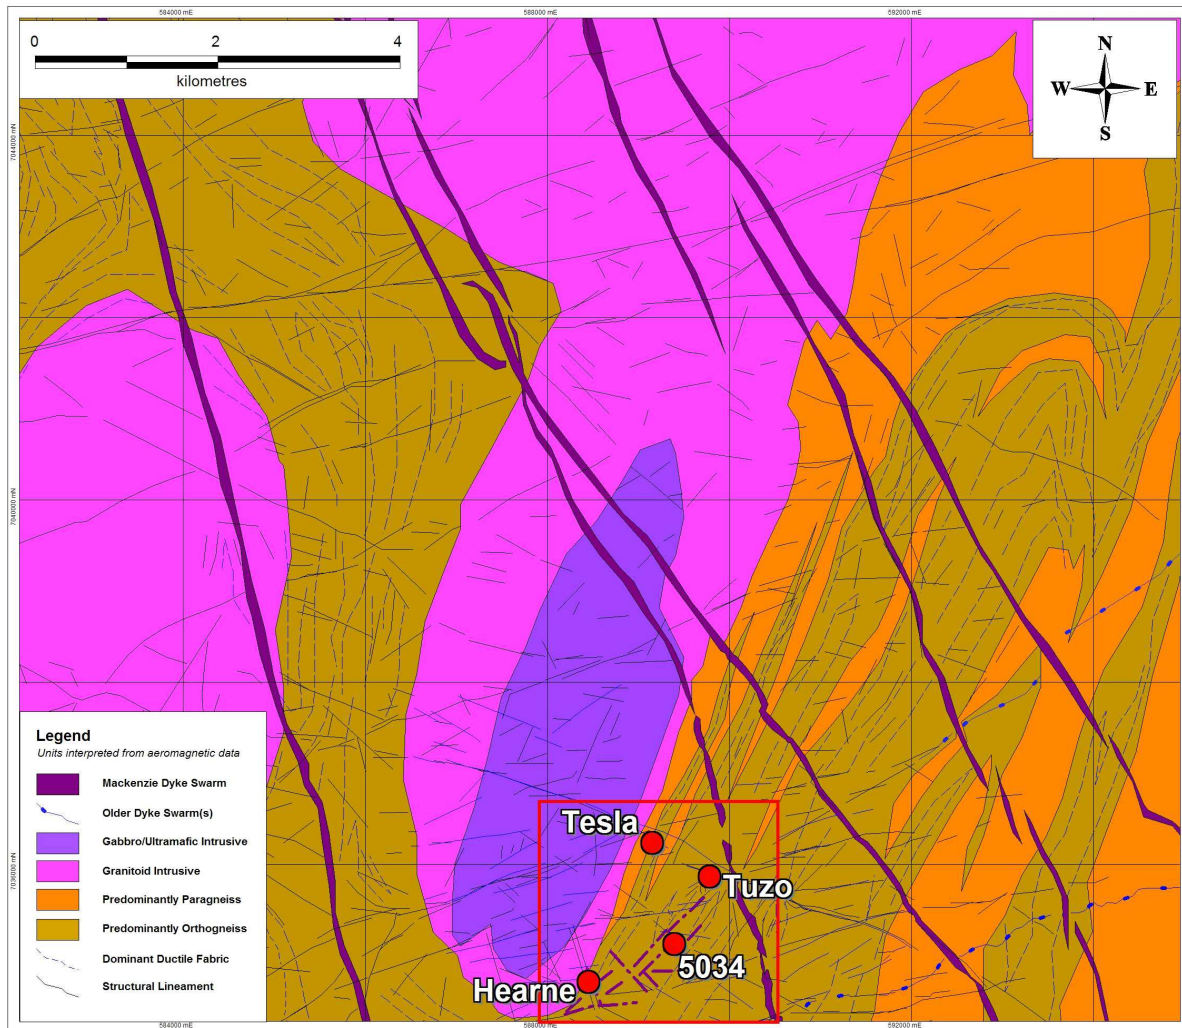 584000 mE
588000 mE
592000 mE
0 2 4
kilometres
N
W E
S
7044000 mN
7040000 mN
7036000 mN
Legend
Units interpreted from aeromagnetic data
Mackenzie Dyke Swarm
Older Dyke Swarm(s)
Gabbro/Ultramafic Intrusive
Granitoid Intrusive
Predominantly Paragneiss
Predominantly Orthogneiss
Dominant Ductile Fabric
Structural Lineament
Tesla
Tuzo
5034
Hearne
584000 mE
588000 mE
592000 mE